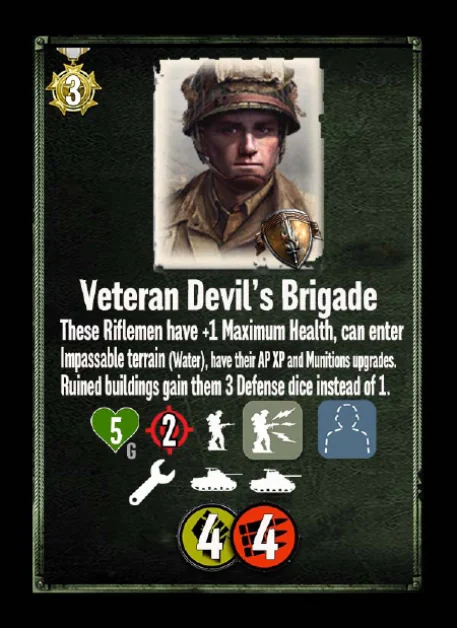 3
Veteran Devil's Brigade
These Riflemen have +1 Maximum Health, can enter
Impassable terrain (Water), have their AP XP and Munitions upgrades.
Ruined buildings gain them 3 Defense dice instead of 1.
5 G 2
4 4